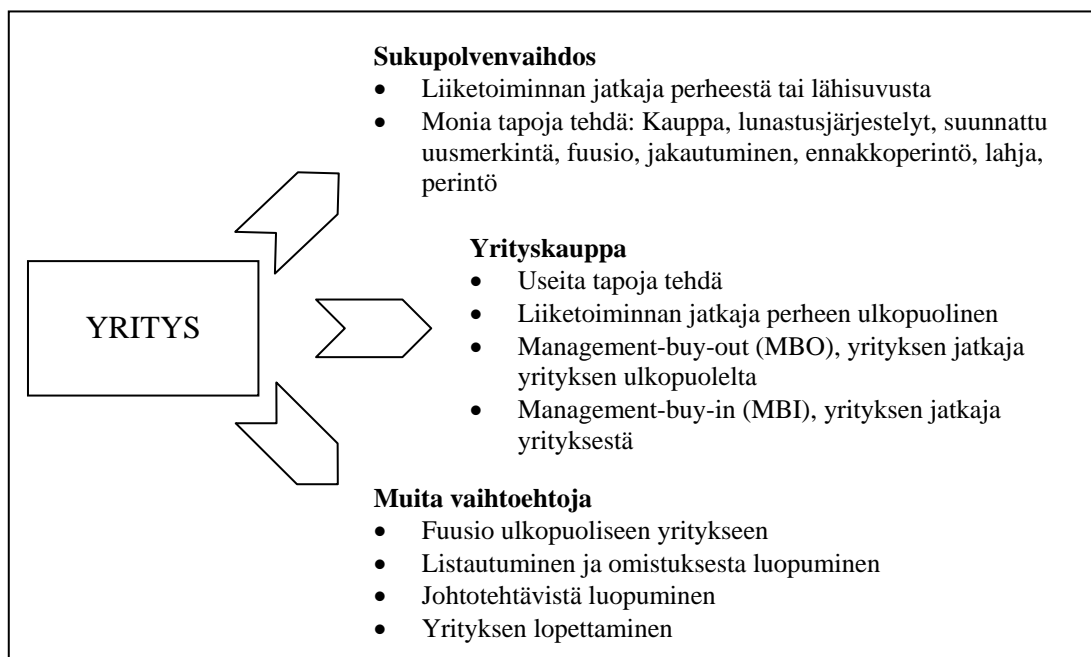 Sukupolvenvaihdos
• Liiketoiminnan jatkaja perheestä tai lähisuvusta
• Monia tapoja tehdä: Kauppa, lunastusjärjestelyt, suunnattu
uusmerkintä, fuusio, jakautuminen, ennakkoperintö, lahja,
perintö
YRITYS
Yrityskauppa
• Useita tapoja tehdä
• Liiketoiminnan jatkaja perheen ulkopuolinen
• Management-buy-out (MBO), yrityksen jatkaja
yrityksen ulkopuolelta
• Management-buy-in (MBI), yrityksen jatkaja
yrityksestä
Muita vaihtoehtoja
• Fuusio ulkopuoliseen yritykseen
• Listautuminen ja omistuksesta luopuminen
• Johtotehtävistä luopuminen
• Yrityksen lopettaminen